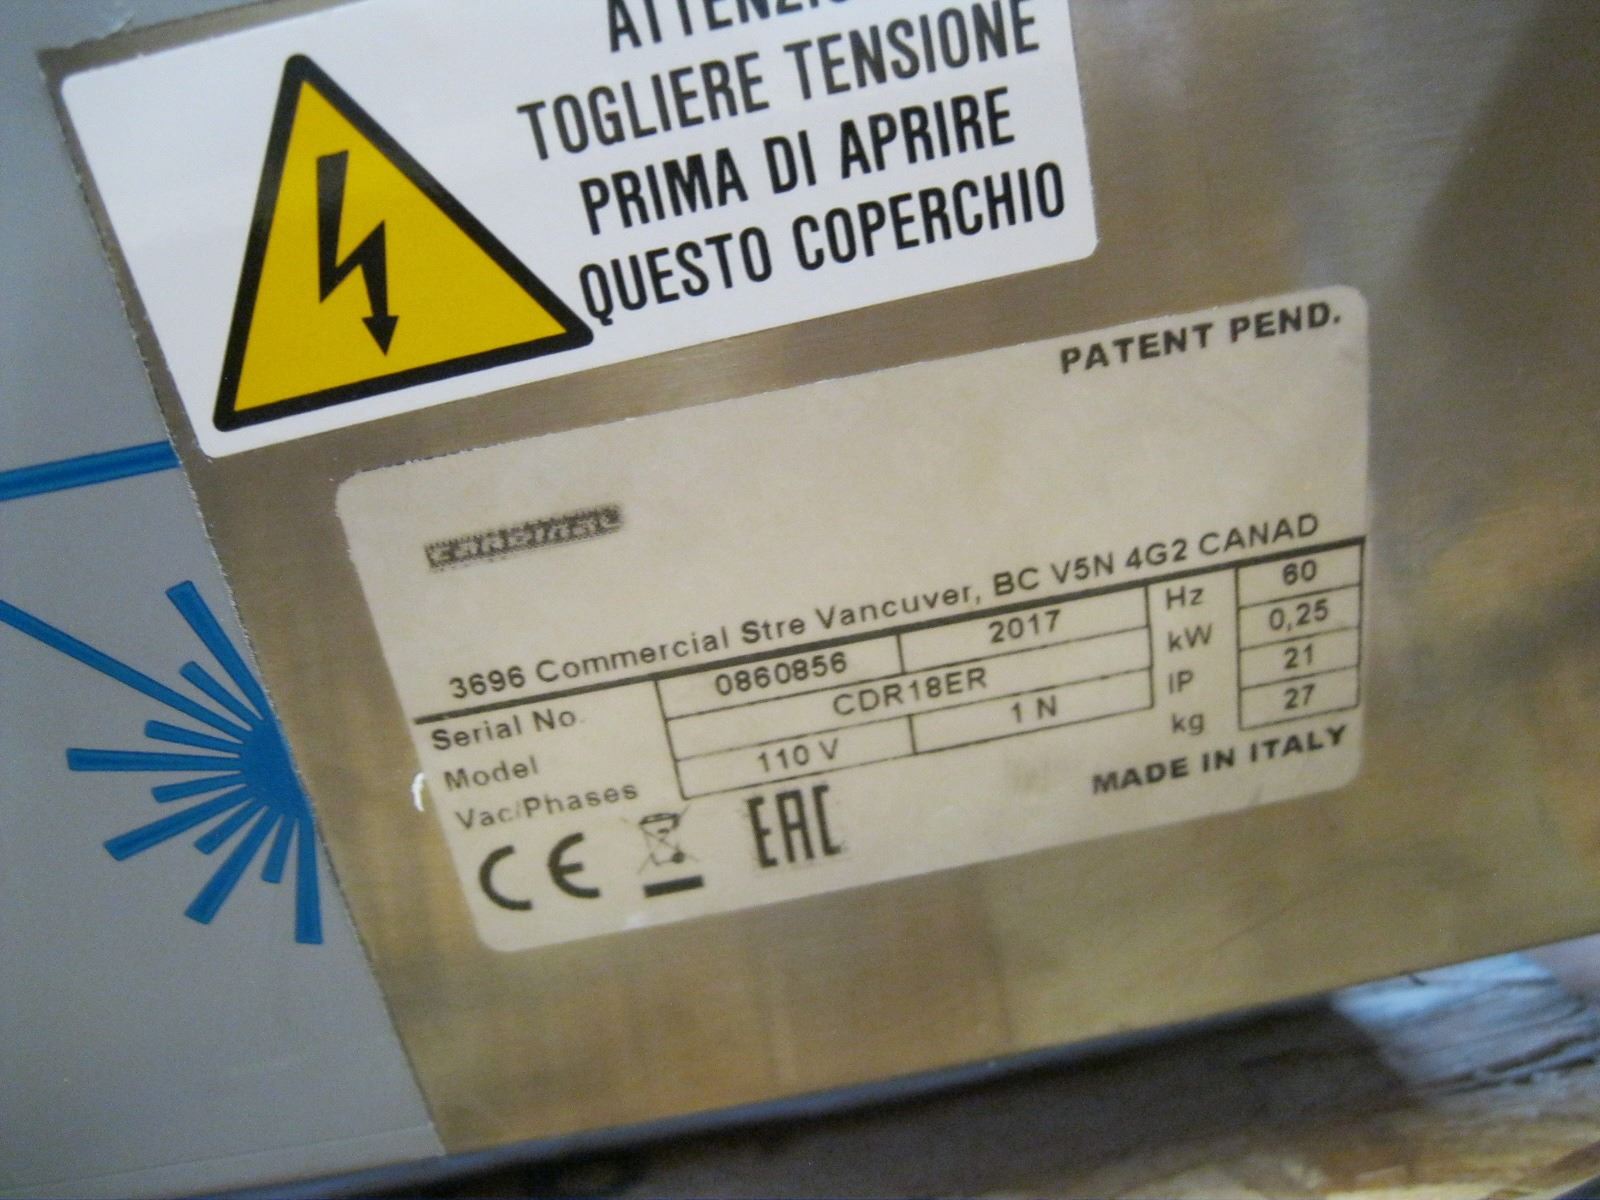 TOGLIERE TENSIONE
PRIMA DI APRIRE
QUESTO COPERCHIO
PATENT PEND.
CARDINAL
3696 Commercial Stre Vancuver, BC V5N 4G2 CANAD
Serial No. 0860856 2017 Hz 60
Model CDR18ER kW 0,25
Vac/Phases 110 V 1 N IP 21
kg 27
CE EAC MADE IN ITALY